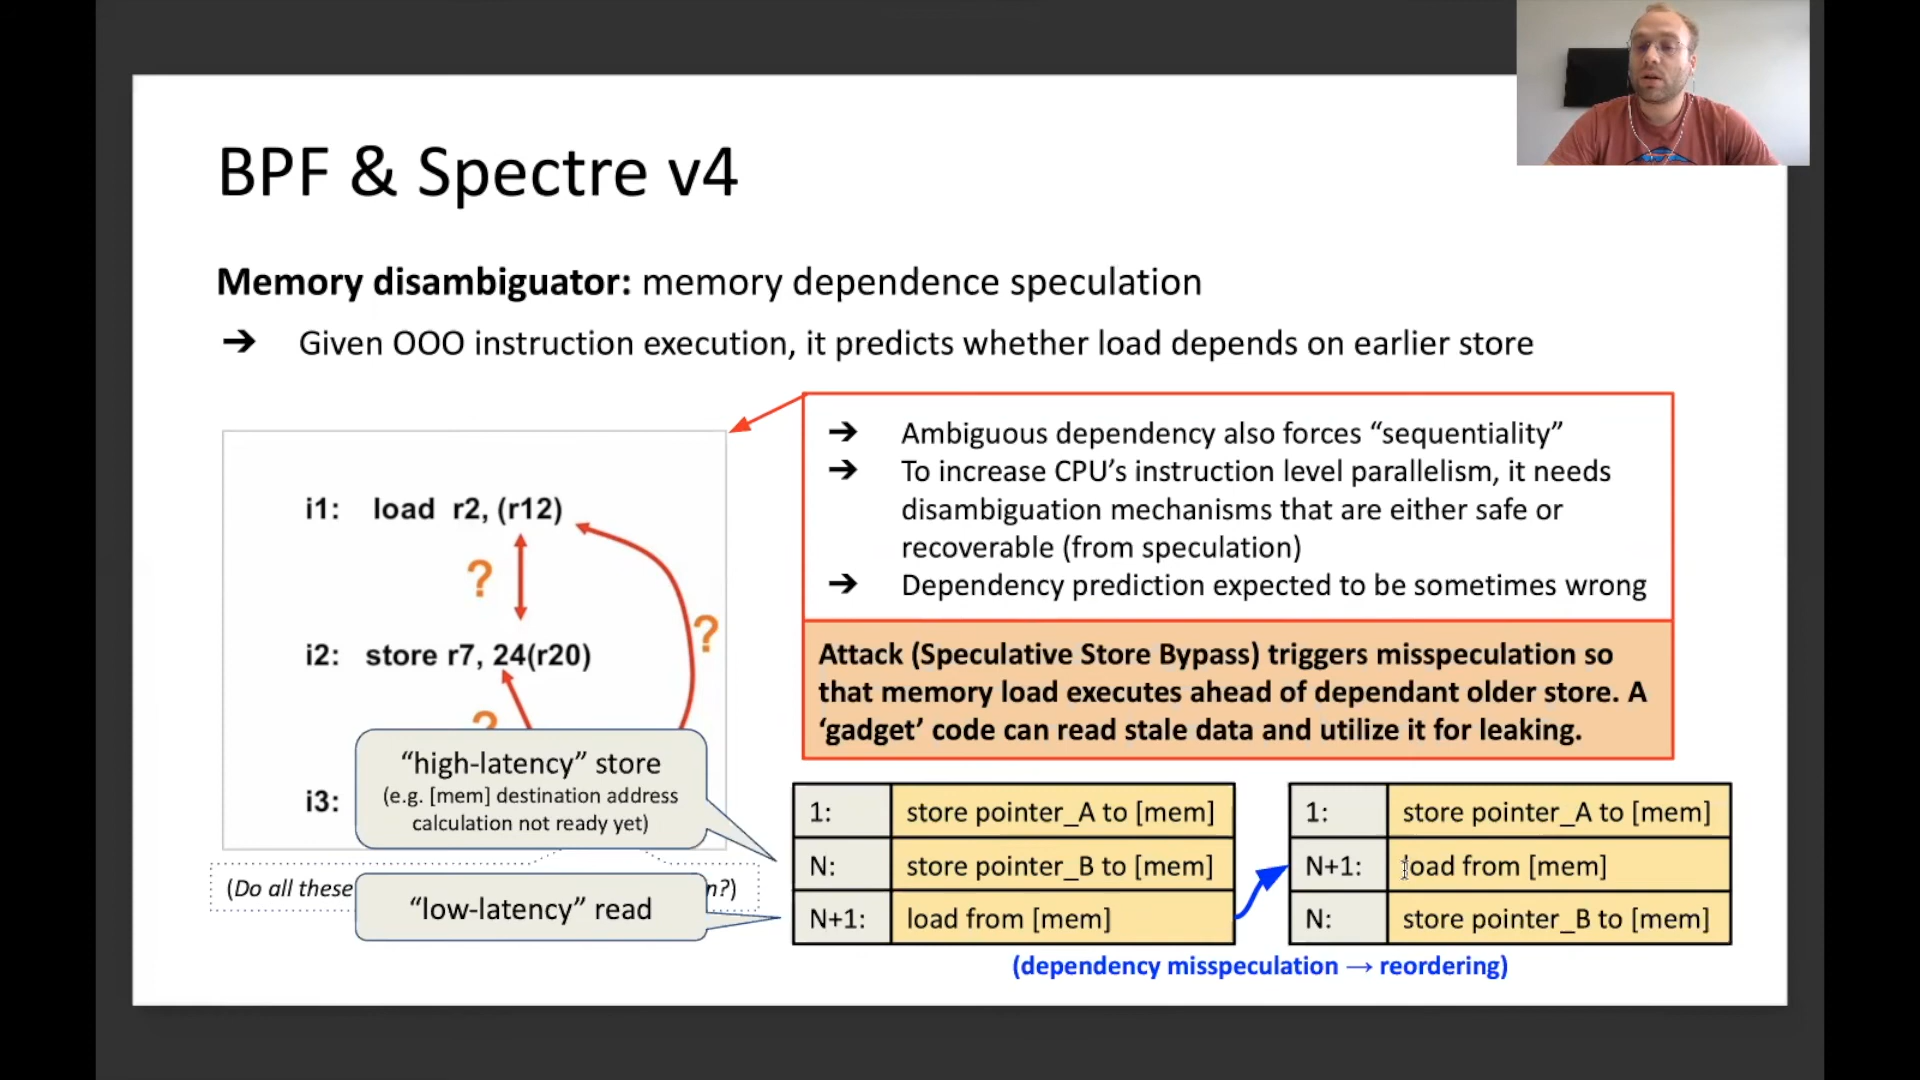 BPF & Spectre v4
Memory disambiguator: memory dependence speculation
➔ Given OOO instruction execution, it predicts whether load depends on earlier store
i1: load r2, (r12)
?
?
i2: store r7, 24(r20)
?
i3:
“high-latency” store
(e.g. [mem] destination address
calculation not ready yet)
(Do all these
n?)
“low-latency” read
➔ Ambiguous dependency also forces “sequentiality”
➔ To increase CPU’s instruction level parallelism, it needs
disambiguation mechanisms that are either safe or
recoverable (from speculation)
➔ Dependency prediction expected to be sometimes wrong
Attack (Speculative Store Bypass) triggers misspeculation so
that memory load executes ahead of dependant older store. A
‘gadget’ code can read stale data and utilize it for leaking.
1: store pointer_A to [mem]
N: store pointer_B to [mem]
N+1: load from [mem]
1: store pointer_A to [mem]
N+1: load from [mem]
N: store pointer_B to [mem]
(dependency misspeculation → reordering)